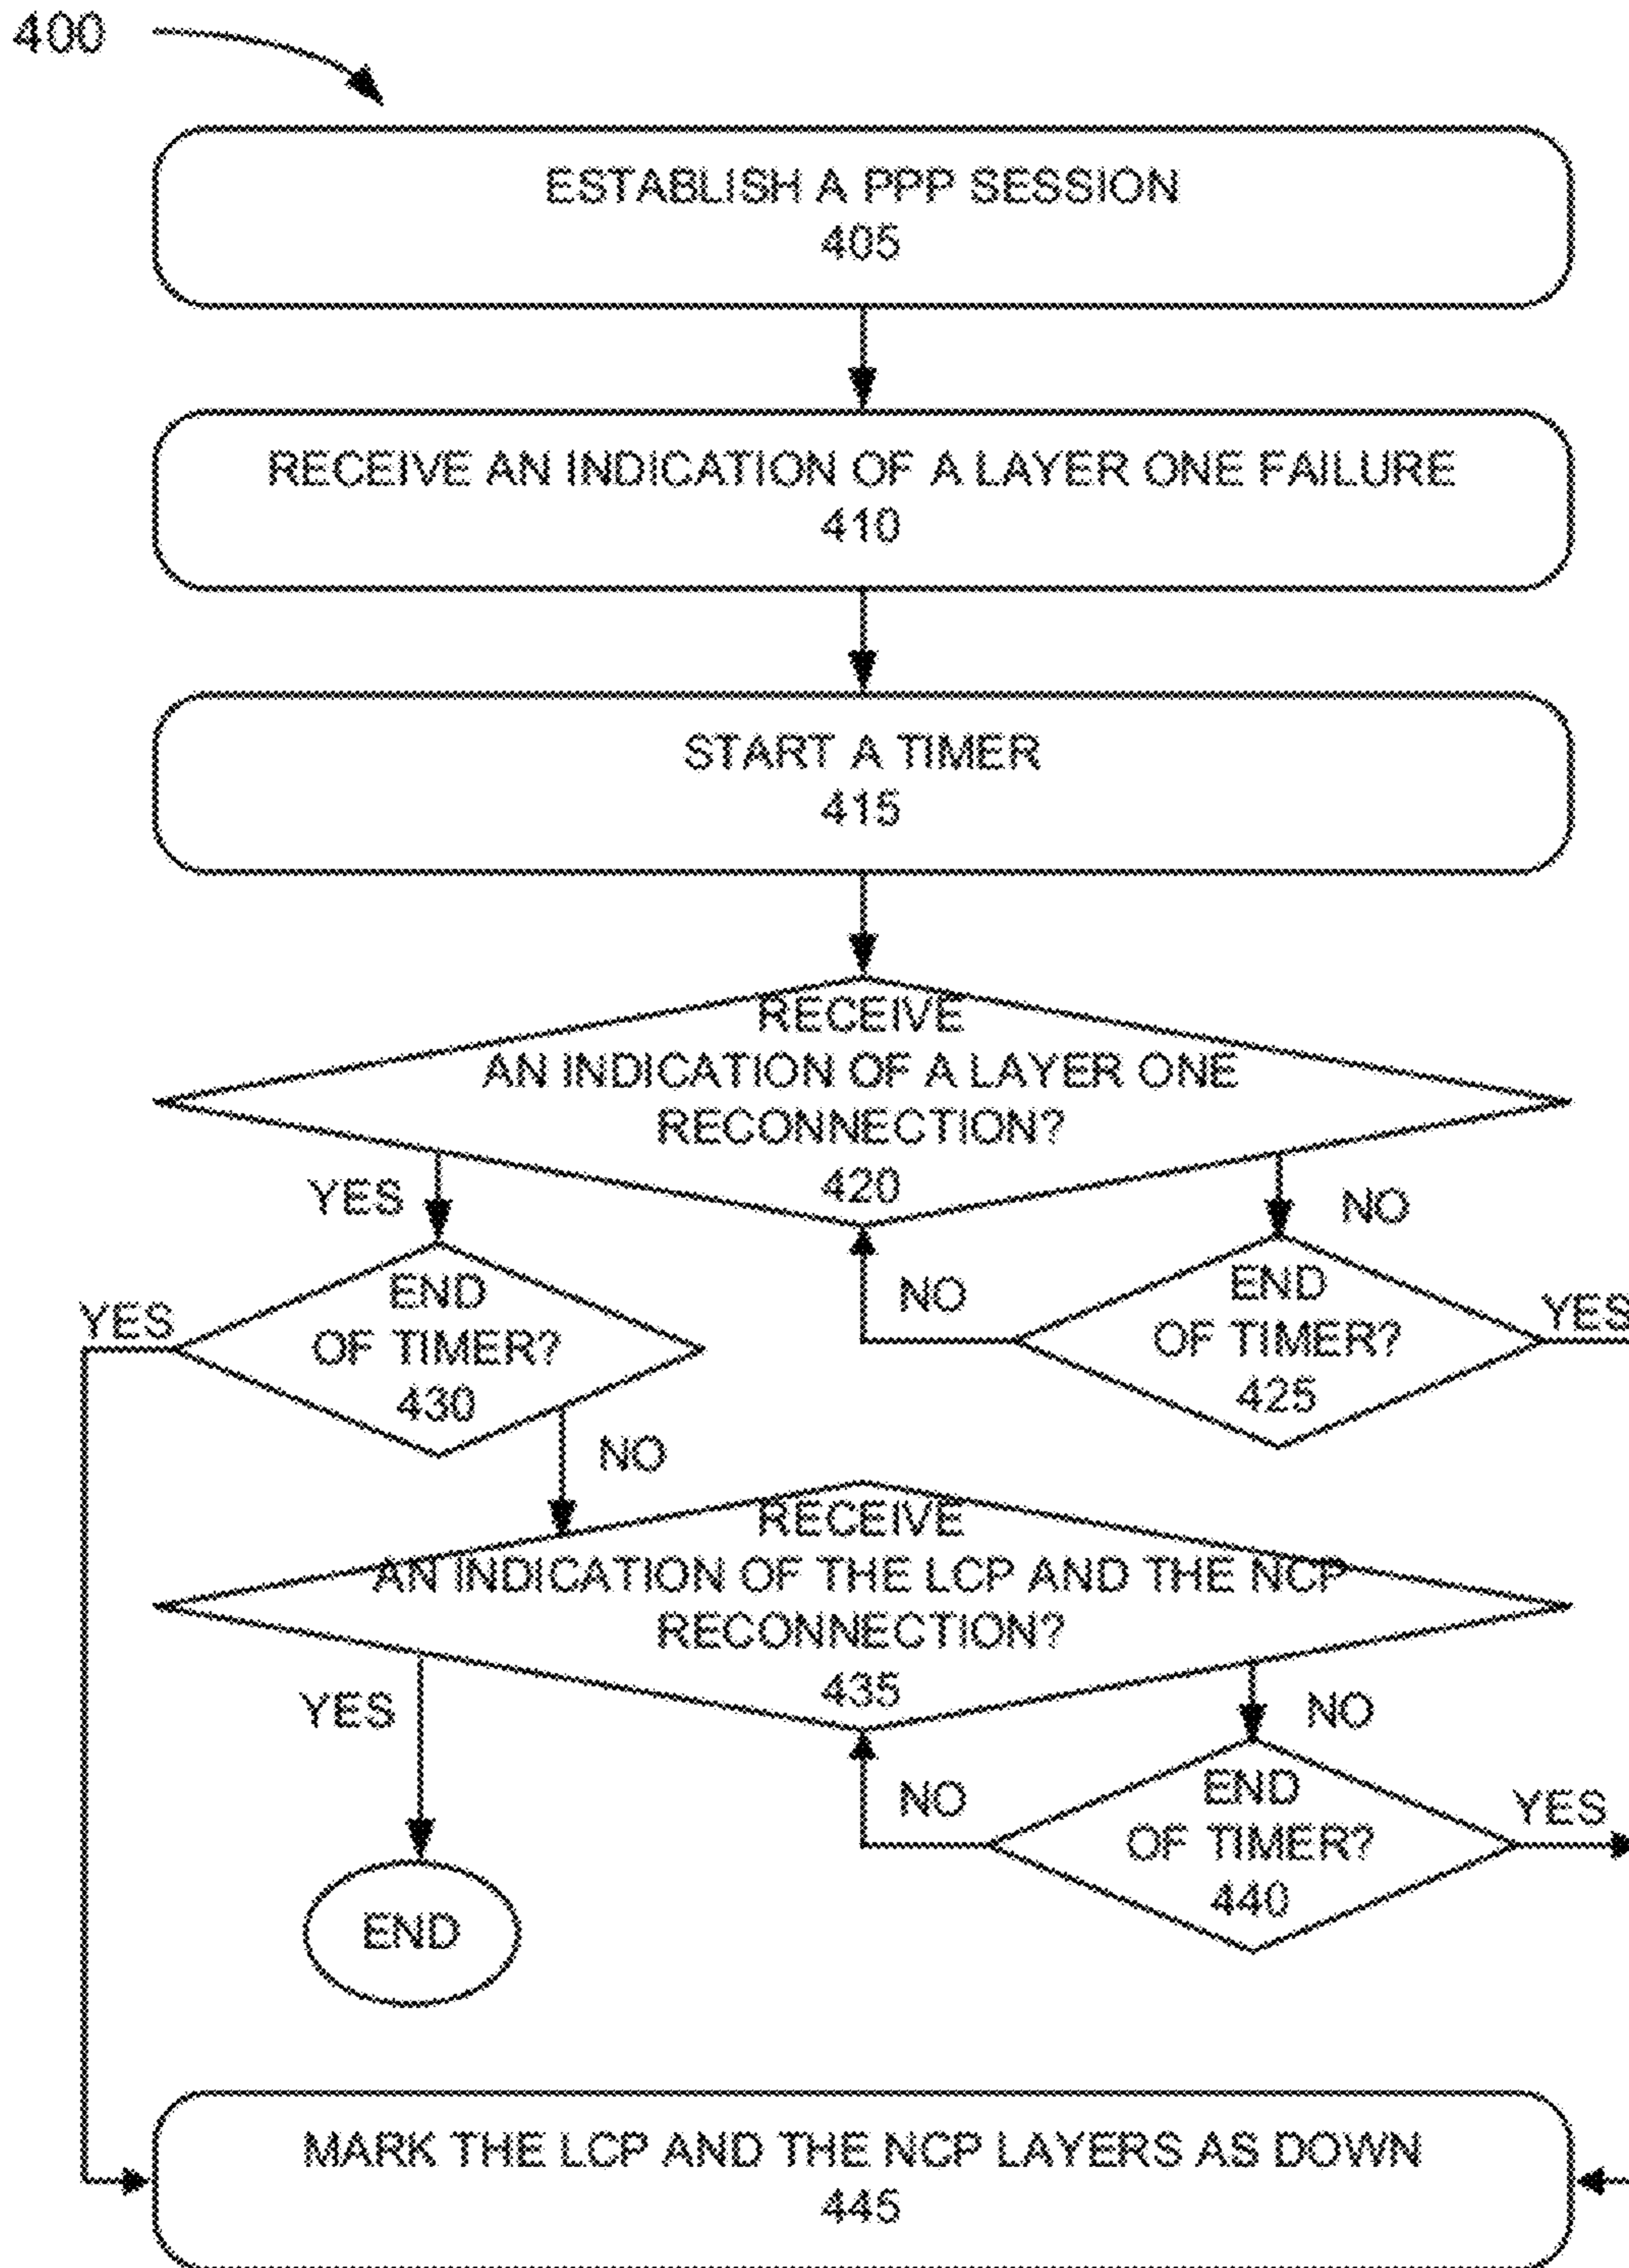 400
ESTABLISH A PPP SESSION
405
RECEIVE AN INDICATION OF A LAYER ONE FAILURE
410
START A TIMER
415
RECEIVE
AN INDICATION OF A LAYER ONE
RECONNECTION?
420
YES
NO
END
OF TIMER?
430
YES
NO
END
OF TIMER?
425
NO
YES
RECEIVE
AN INDICATION OF THE LCP AND THE NCP
RECONNECTION?
435
YES
NO
END
OF TIMER?
440
NO
YES
END
MARK THE LCP AND THE NCP LAYERS AS DOWN
445